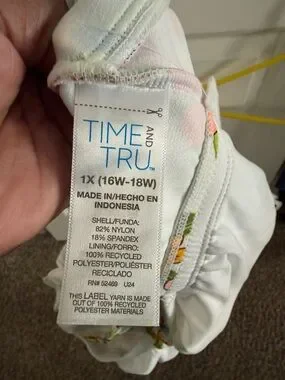 TIME AND
TRU™
1X (16W-18W)
MADE IN/HECHO EN
INDONESIA
SHELL/FUNDA:
82% NYLON
18% SPANDEX
LINING/FORRO:
100% RECYCLED
POLYESTER/POLIÉSTER
RECICLADO
RN# 52469 U24
THIS LABEL YARN IS MADE
OUT OF 100% RECYCLED
POLYESTER MATERIALS